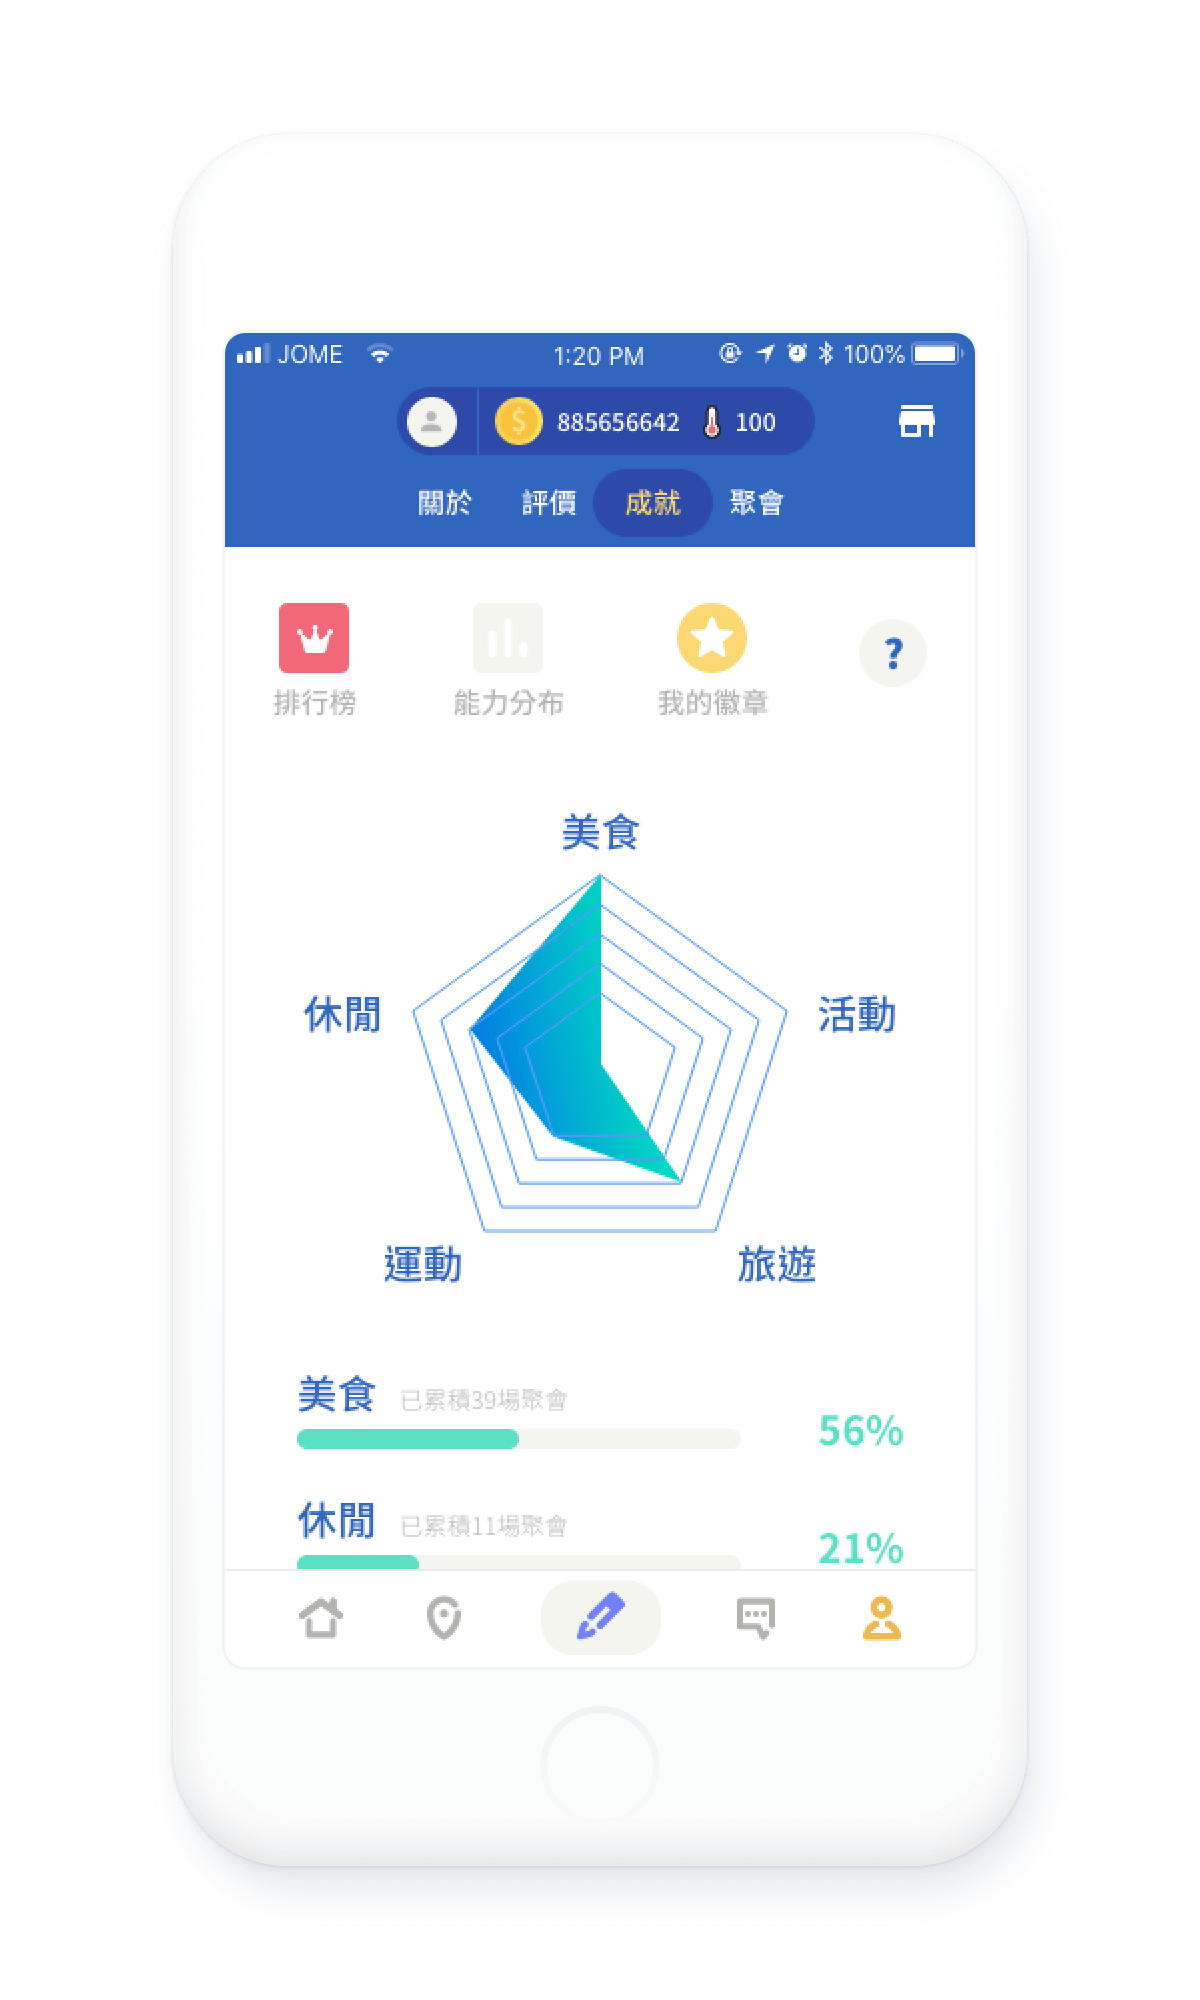 JOME 1:20 PM 100%
885656642 100
關於 評價 成就 聚會
排行榜 能力分布 我的徽章 ?
美食
休閒 活動
運動 旅遊
美食 已累積39場聚會
56%
休閒 已累積11場聚會
21%